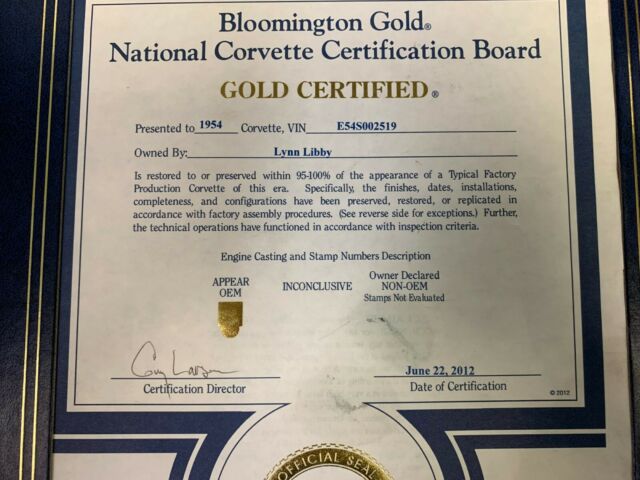 Bloomington Gold®
National Corvette Certification Board
GOLD CERTIFIED®
Presented to 1954 Corvette, VIN E54S002519
Owned By: Lynn Libby
Is restored to or preserved within 95-100% of the appearance of a Typical Factory
Production Corvette of this era. Specifically, the finishes, dates, installations,
completeness, and configurations have been preserved, restored, or replicated in
accordance with factory assembly procedures. (See reverse side for exceptions.) Further,
the technical operations have functioned in accordance with inspection criteria.
Engine Casting and Stamp Numbers Description
APPEAR
OEM
INCONCLUSIVE
Owner Declared
NON-OEM
Stamps Not Evaluated
June 22, 2012
Certification Director
Date of Certification
© 2012
OFFICIAL SEAL